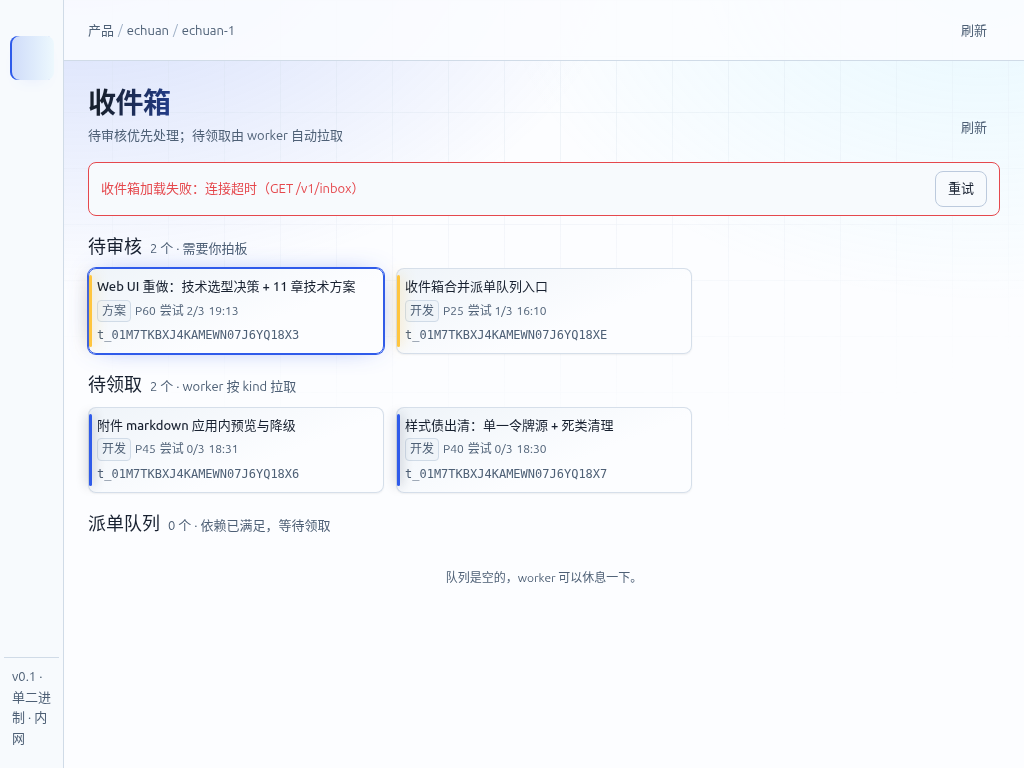 产品 / echuan / echuan-1
刷新
收件箱
待审核优先处理；待领取由 worker 自动拉取
刷新
收件箱加载失败：连接超时（GET /v1/inbox）
重试
待审核 2 个 · 需要你拍板
Web UI 重做：技术选型决策 + 11 章技术方案
方案 P60 尝试 2/3 19:13
t_01M7TKBXJ4KAMEWN07J6YQ18X3
收件箱合并派单队列入口
开发 P25 尝试 1/3 16:10
t_01M7TKBXJ4KAMEWN07J6YQ18XE
待领取 2 个 · worker 按 kind 拉取
附件 markdown 应用内预览与降级
开发 P45 尝试 0/3 18:31
t_01M7TKBXJ4KAMEWN07J6YQ18X6
样式债出清：单一令牌源 + 死类清理
开发 P40 尝试 0/3 18:30
t_01M7TKBXJ4KAMEWN07J6YQ18X7
派单队列 0 个 · 依赖已满足，等待领取
队列是空的，worker 可以休息一下。
v0.1 ·
单二进
制 · 内
网